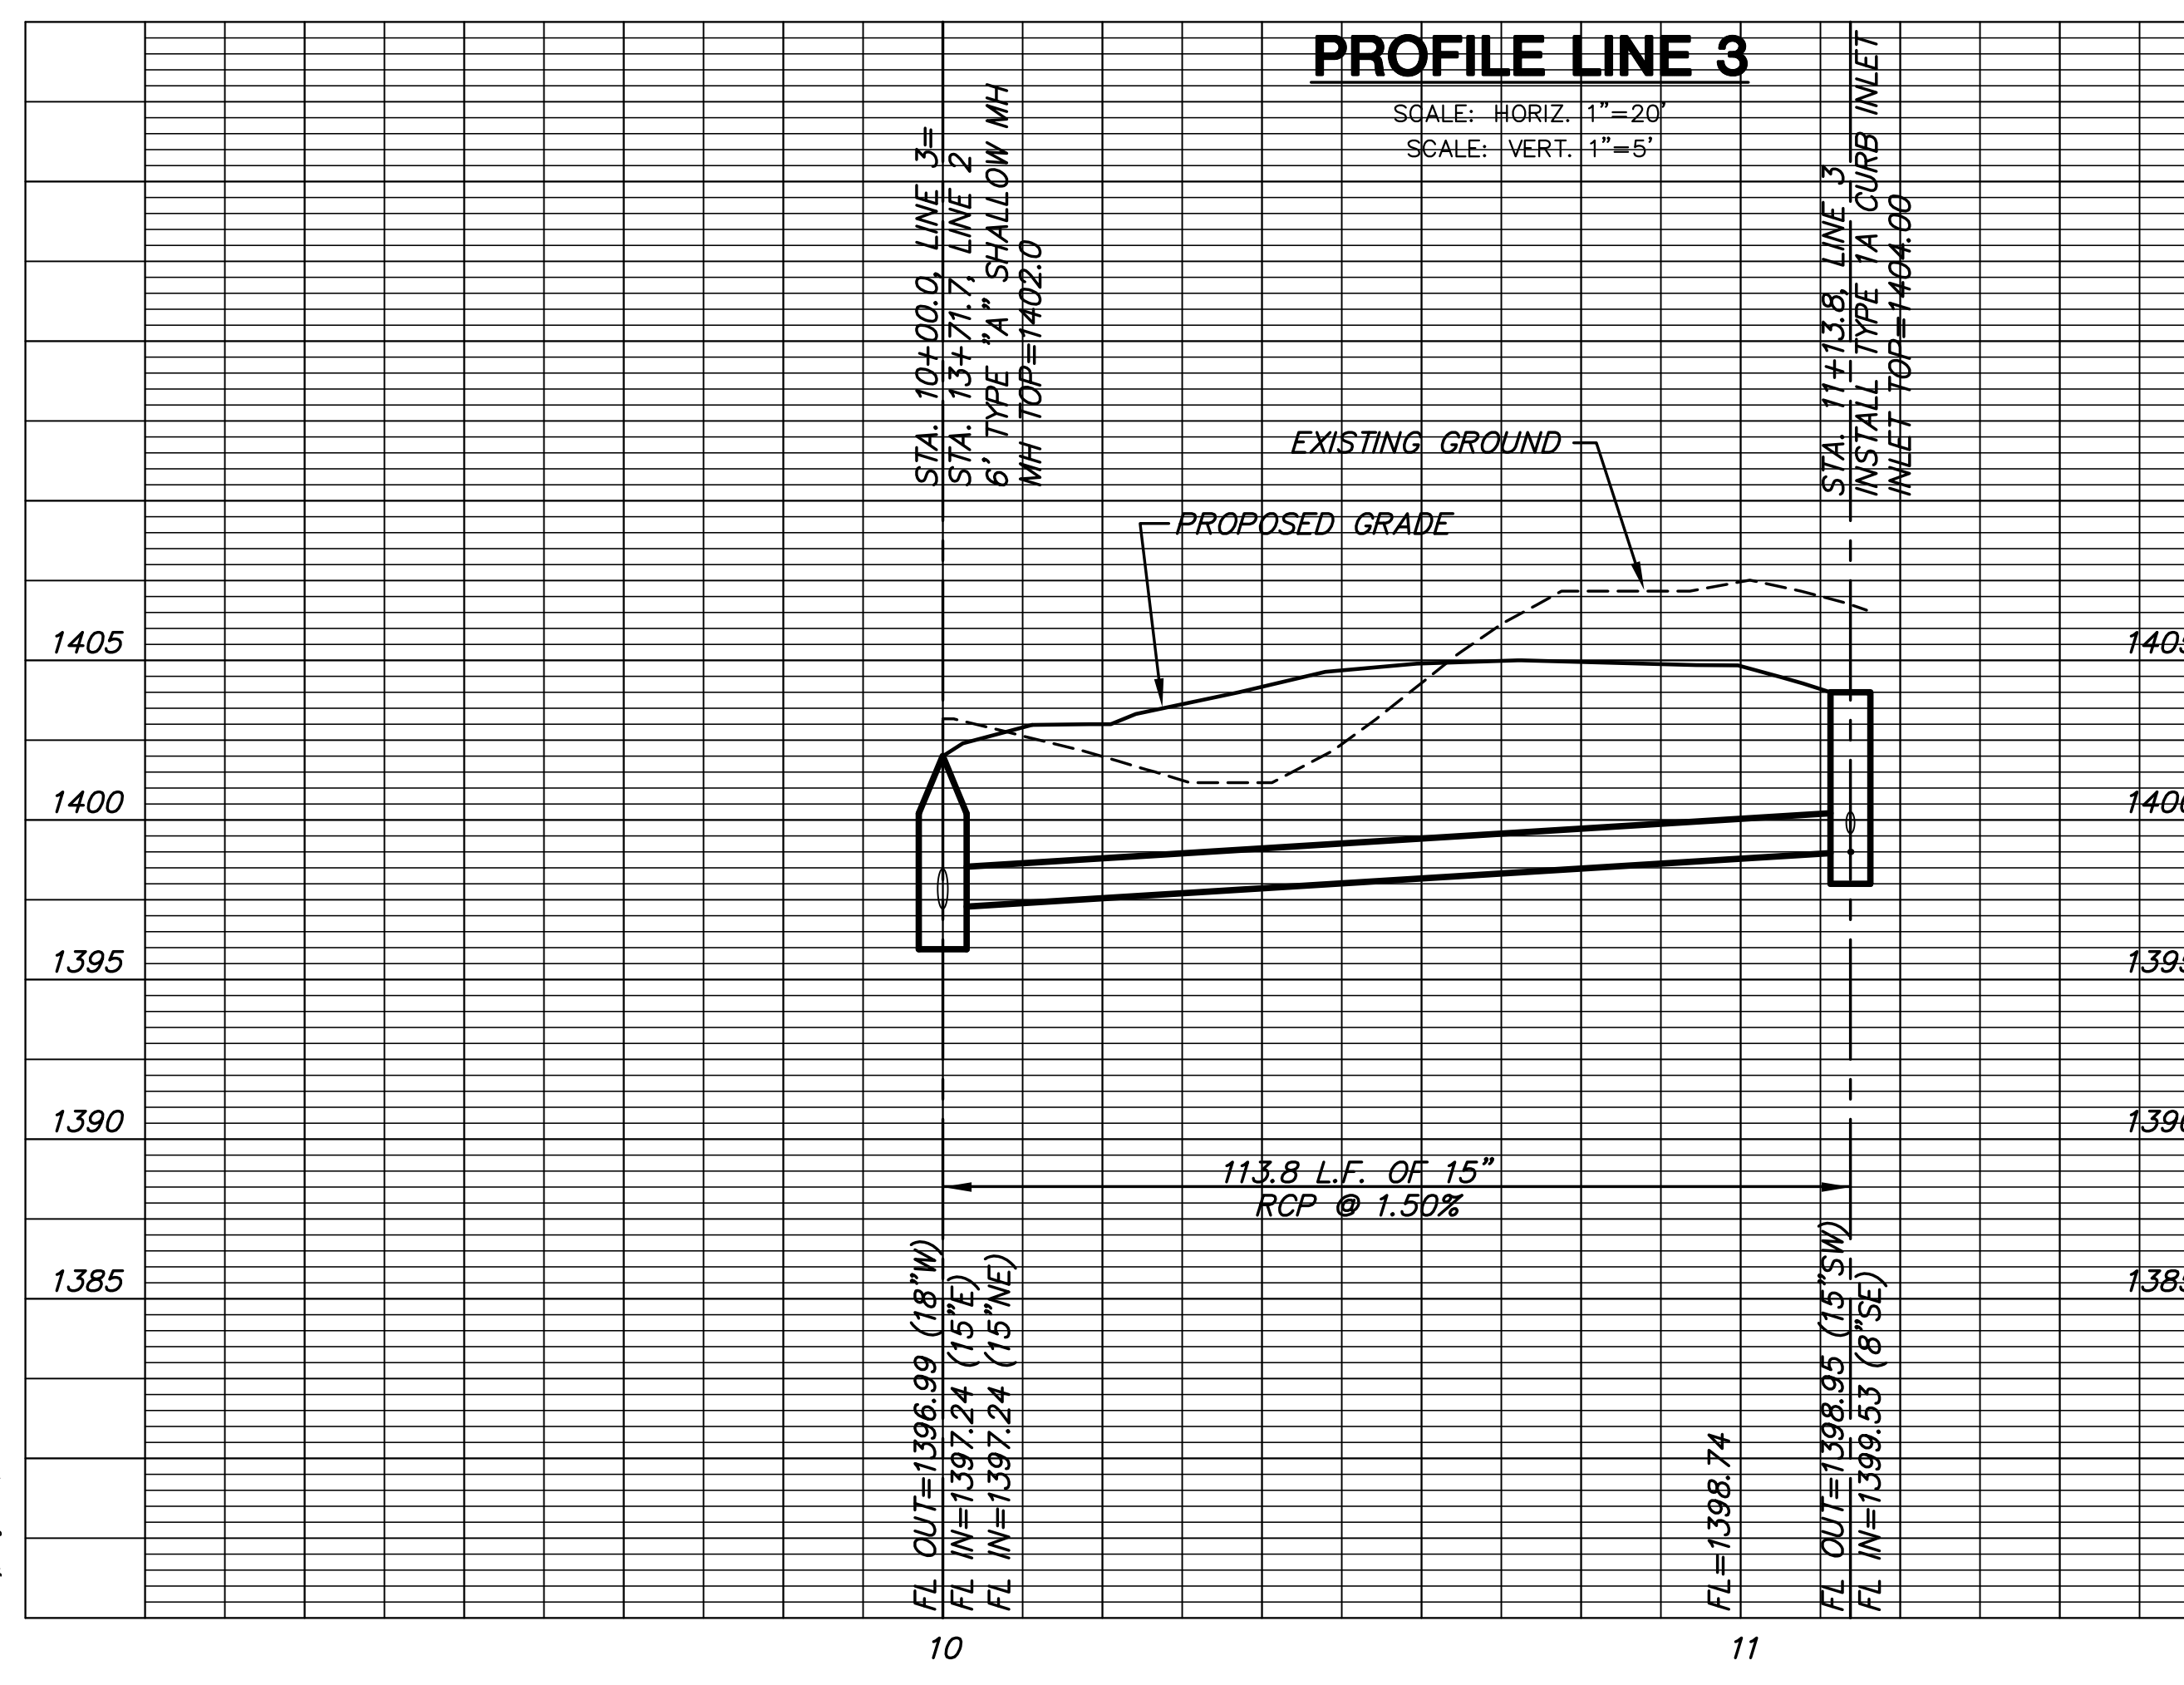 PROFILE LINE 3
SCALE: HORIZ. 1"=20'
SCALE: VERT. 1"=5'
STA. 10+00.0, LINE 3=
STA. 13+71.7, LINE 2
6' TYPE "A" SHALLOW MH
MH TOP=1402.0
STA. 11+13.8, LINE 3
INSTALL TYPE 1A CURB INLET
INLET TOP=1404.00
EXISTING GROUND
PROPOSED GRADE
1405
1400
1395
1390
1385
1405
1400
1395
1390
1385
113.8 L.F. OF 15"
RCP @ 1.50%
FL OUT=1396.99 (18"W)
FL IN=1397.24 (15"E)
FL IN=1397.24 (15"NE)
FL=1398.74
FL OUT=1398.95 (15"SW)
FL IN=1399.53 (8"SE)
10
11